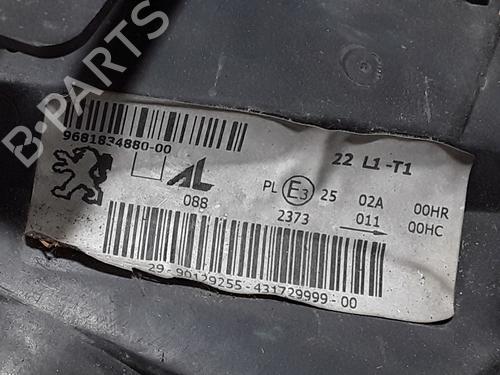 B-PARTS
9681834880-00
22 L1-T1
AL
088
PL E3 25 02A 00HR
2373 011 00HC
29-90129255-431729999-00